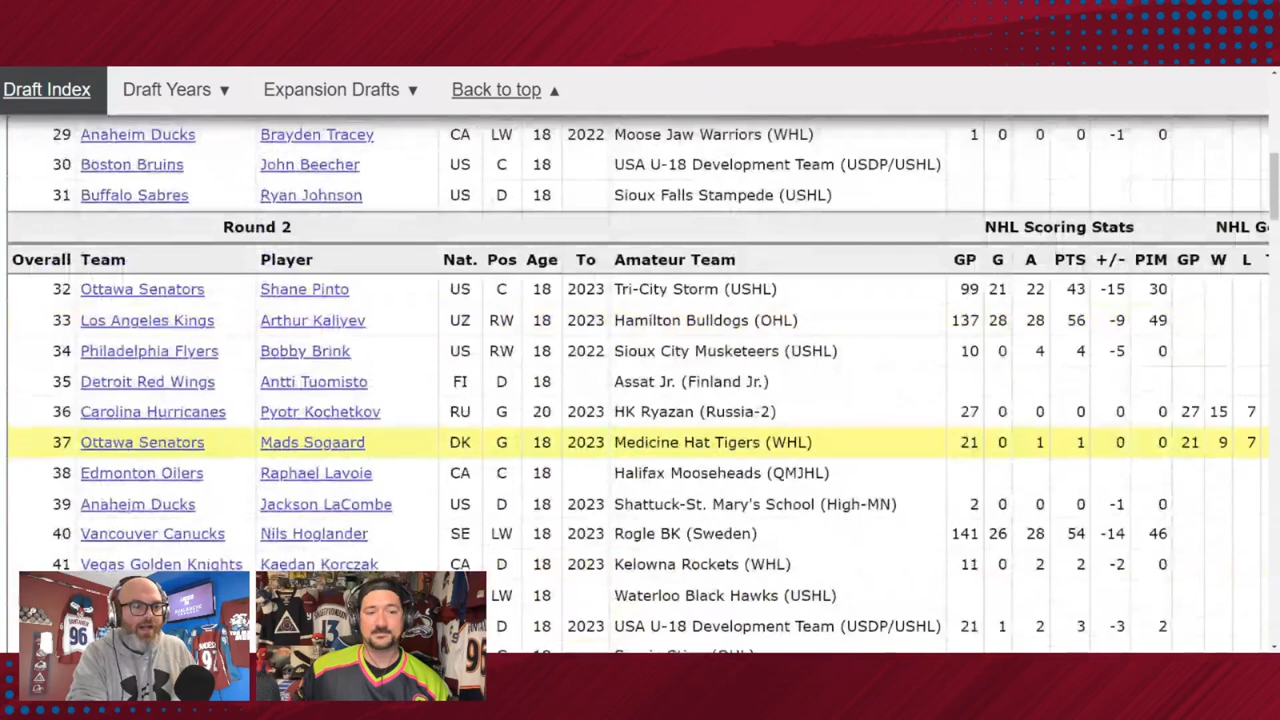 Draft Index Draft Years ▼ Expansion Drafts ▼ Back to top ▲
29 Anaheim Ducks Brayden Tracey CA LW 18 2022 Moose Jaw Warriors (WHL) 1 0 0 0 -1 0
30 Boston Bruins John Beecher US C 18 USA U-18 Development Team (USDP/USHL)
31 Buffalo Sabres Ryan Johnson US D 18 Sioux Falls Stampede (USHL)
Round 2 NHL Scoring Stats NHL G
Overall Team Player Nat. Pos Age To Amateur Team GP G A PTS +/- PIM GP W L
32 Ottawa Senators Shane Pinto US C 18 2023 Tri-City Storm (USHL) 99 21 22 43 -15 30
33 Los Angeles Kings Arthur Kaliyev UZ RW 18 2023 Hamilton Bulldogs (OHL) 137 28 28 56 -9 49
34 Philadelphia Flyers Bobby Brink US RW 18 2022 Sioux City Musketeers (USHL) 10 0 4 4 -5 0
35 Detroit Red Wings Antti Tuomisto FI D 18 Assat Jr. (Finland Jr.)
36 Carolina Hurricanes Pyotr Kochetkov RU G 20 2023 HK Ryazan (Russia-2) 27 0 0 0 0 0 27 15 7
37 Ottawa Senators Mads Sogaard DK G 18 2023 Medicine Hat Tigers (WHL) 21 0 1 1 0 0 21 9 7
38 Edmonton Oilers Raphael Lavoie CA C 18 Halifax Mooseheads (QMJHL)
39 Anaheim Ducks Jackson LaCombe US D 18 2023 Shattuck-St. Mary's School (High-MN) 2 0 0 0 -1 0
40 Vancouver Canucks Nils Hoglander SE LW 18 2023 Rogle BK (Sweden) 141 26 28 54 -14 46
41 Vegas Golden Knights Kaedan Korczak CA D 18 2023 Kelowna Rockets (WHL) 11 0 2 2 -2 0
LW 18 Waterloo Black Hawks (USHL)
D 18 2023 USA U-18 Development Team (USDP/USHL) 21 1 2 3 -3 2
96
13